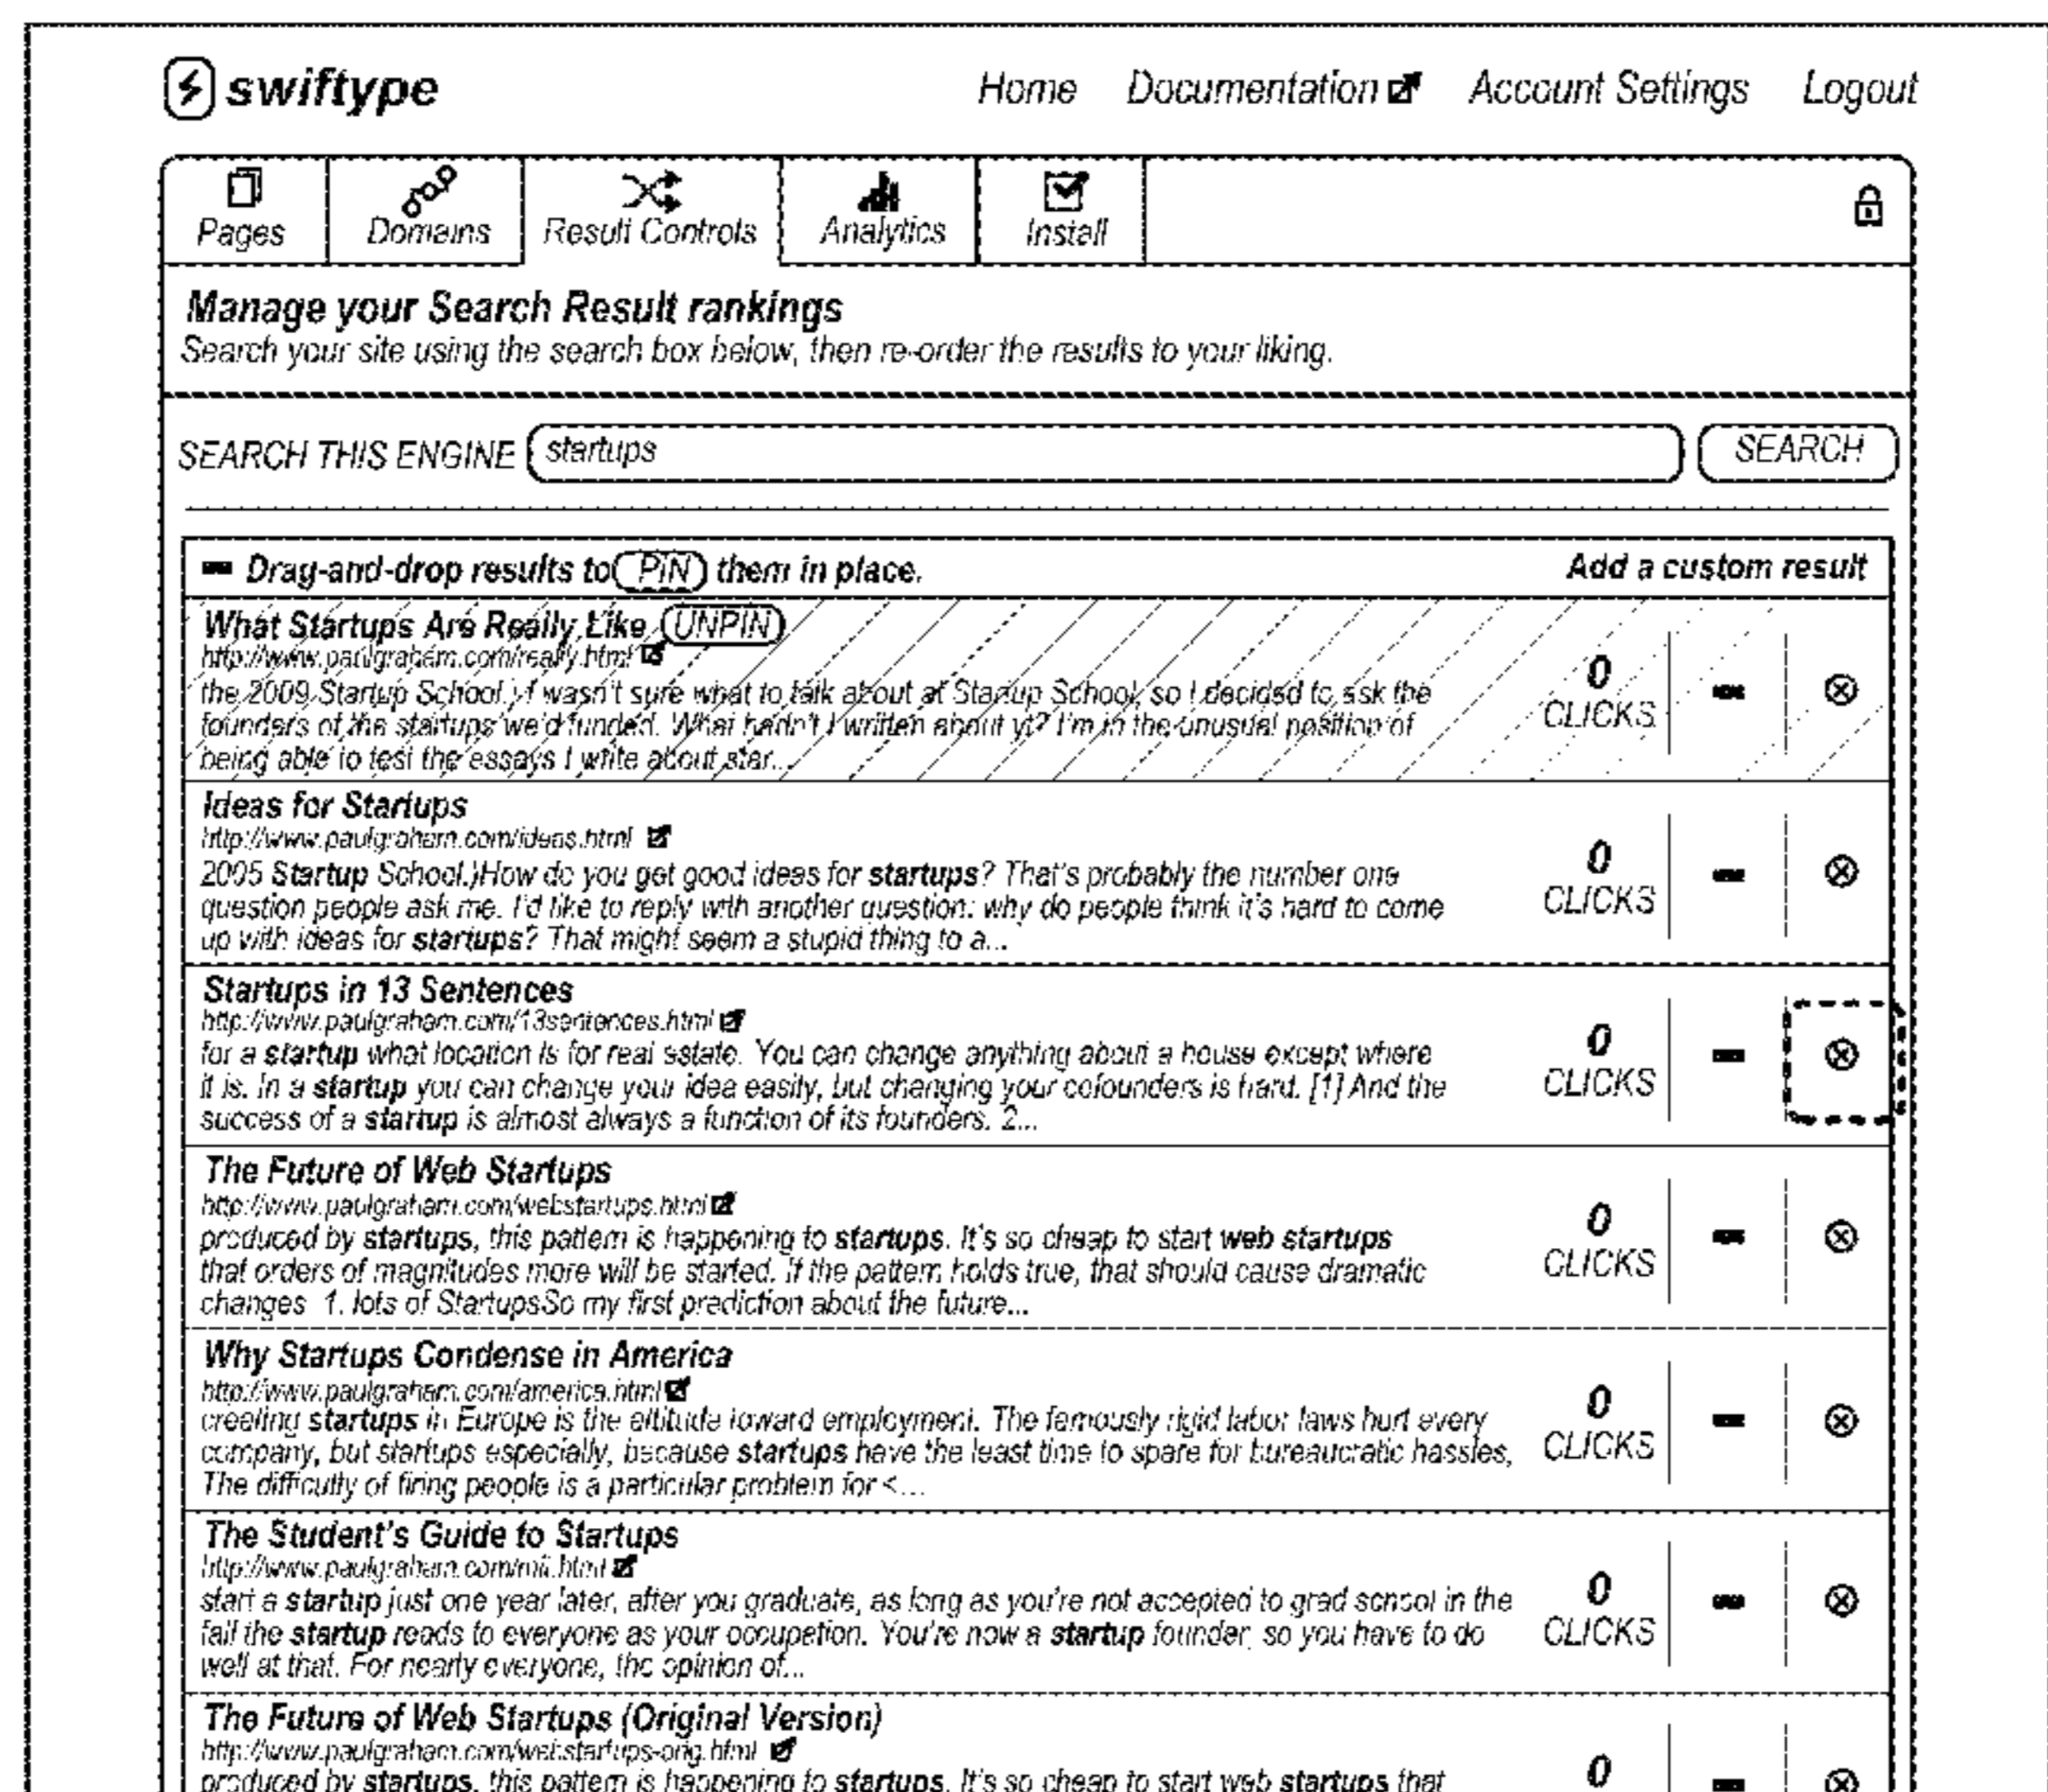 swiftype
Home Documentation Account Settings Logout
Pages Domains Result Controls Analytics Install
Manage your Search Result rankings
Search your site using the search box below, then re-order the results to your liking.
SEARCH THIS ENGINE startups SEARCH
Drag-and-drop results to PIN them in place. Add a custom result
What Startups Are Really Like UNPIN
http://www.paulgraham.com/really.html
the 2009 Startup School.) I wasn't sure what to talk about at Startup School, so I decided to ask the
founders of the startups we'd funded. What hadn't I written about yt? I'm in the unusual position of
being able to test the essays I write about star...
0
CLICKS
Ideas for Startups
http://www.paulgraham.com/ideas.html
2005 Startup School.)How do you get good ideas for startups? That's probably the number one
question people ask me. I'd like to reply with another question: why do people think it's hard to come
up with ideas for startups? That might seem a stupid thing to a...
0
CLICKS
Startups in 13 Sentences
http://www.paulgraham.com/13sentences.html
for a startup what location is for real estate. You can change anything about a house except where
it is. In a startup you can change your idea easily, but changing your cofounders is hard. [1] And the
success of a startup is almost always a function of its founders. 2...
0
CLICKS
The Future of Web Startups
http://www.paulgraham.com/webstartups.html
produced by startups, this pattern is happening to startups. It's so cheap to start web startups
that orders of magnitudes more will be started. If the pattern holds true, that should cause dramatic
changes 1. lots of StartupsSo my first prediction about the future...
0
CLICKS
Why Startups Condense in America
http://www.paulgraham.com/america.html
creating startups in Europe is the attitude toward employment. The famously rigid labor laws hurt every
company, but startups especially, because startups have the least time to spare for bureaucratic hassles,
The difficulty of firing people is a particular problem for <...
0
CLICKS
The Student's Guide to Startups
http://www.paulgraham.com/mit.html
start a startup just one year later, after you graduate, as long as you're not accepted to grad school in the
fall the startup reads to everyone as your occupation. You're now a startup founder, so you have to do
well at that. For nearly everyone, the opinion of...
0
CLICKS
The Future of Web Startups (Original Version)
http://www.paulgraham.com/webstartups-orig.html
produced by startups, this pattern is happening to startups. It's so cheap to start web startups that
0